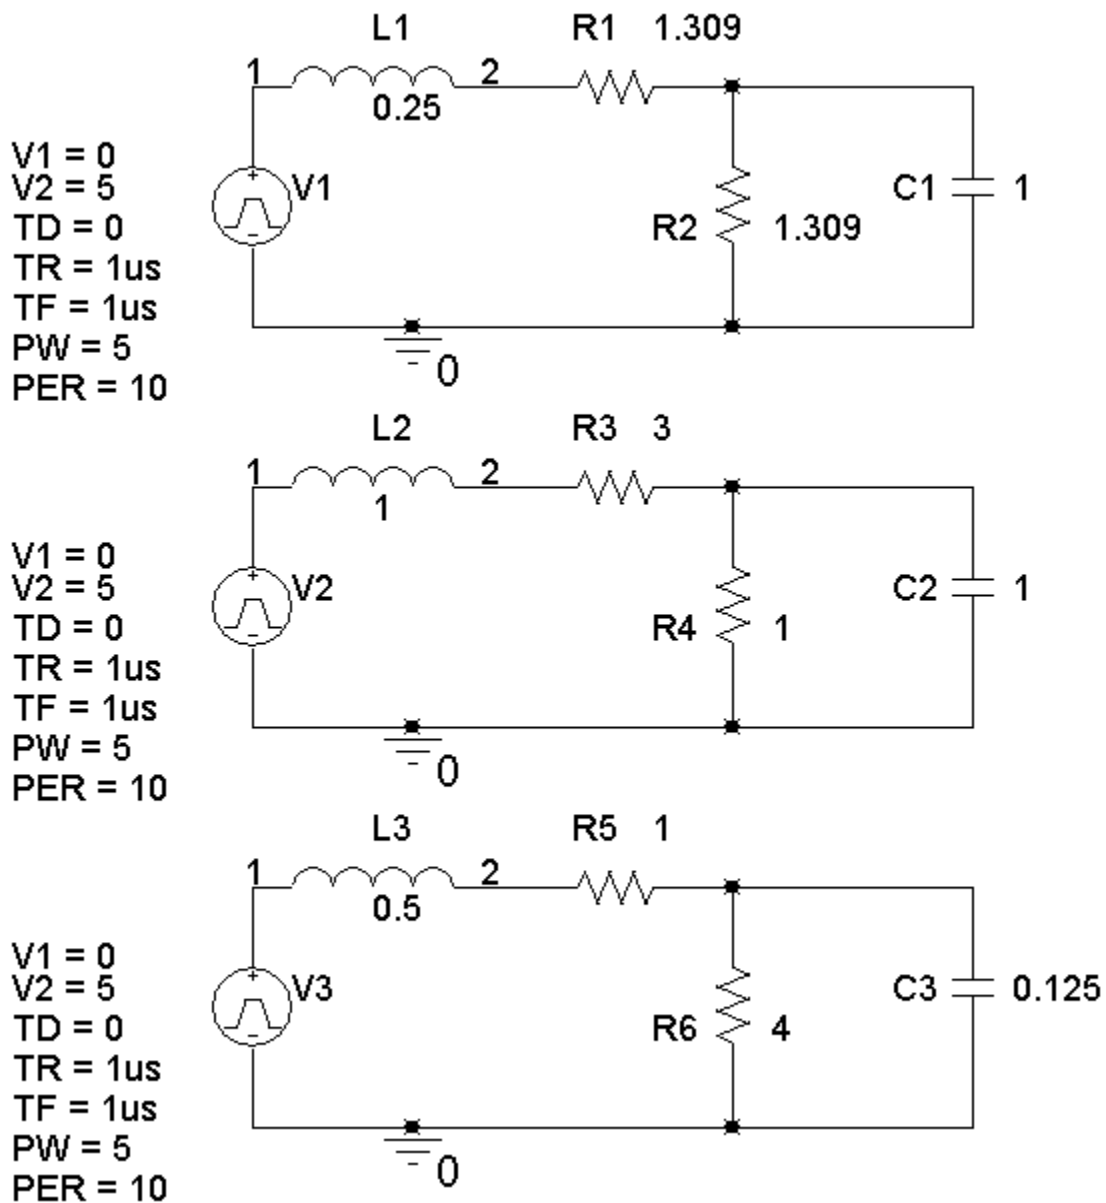 L1 R1 1.309
1 2
0.25
V1 = 0
V2 = 5
TD = 0
TR = 1us
TF = 1us
PW = 5
PER = 10
+ V1 -
R2 1.309
C1 1
0
L2 R3 3
1 2
1
V1 = 0
V2 = 5
TD = 0
TR = 1us
TF = 1us
PW = 5
PER = 10
+ V2 -
R4 1
C2 1
0
L3 R5 1
1 2
0.5
V1 = 0
V2 = 5
TD = 0
TR = 1us
TF = 1us
PW = 5
PER = 10
+ V3 -
R6 4
C3 0.125
0